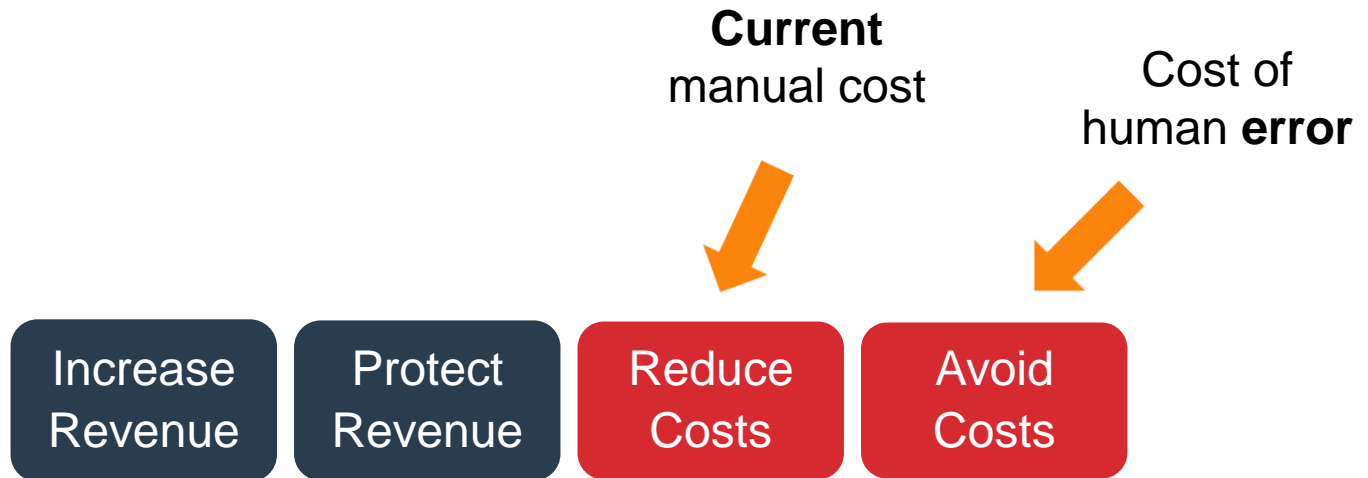 Current
manual cost
Cost of
human error
Increase
Revenue
Protect
Revenue
Reduce
Costs
Avoid
Costs